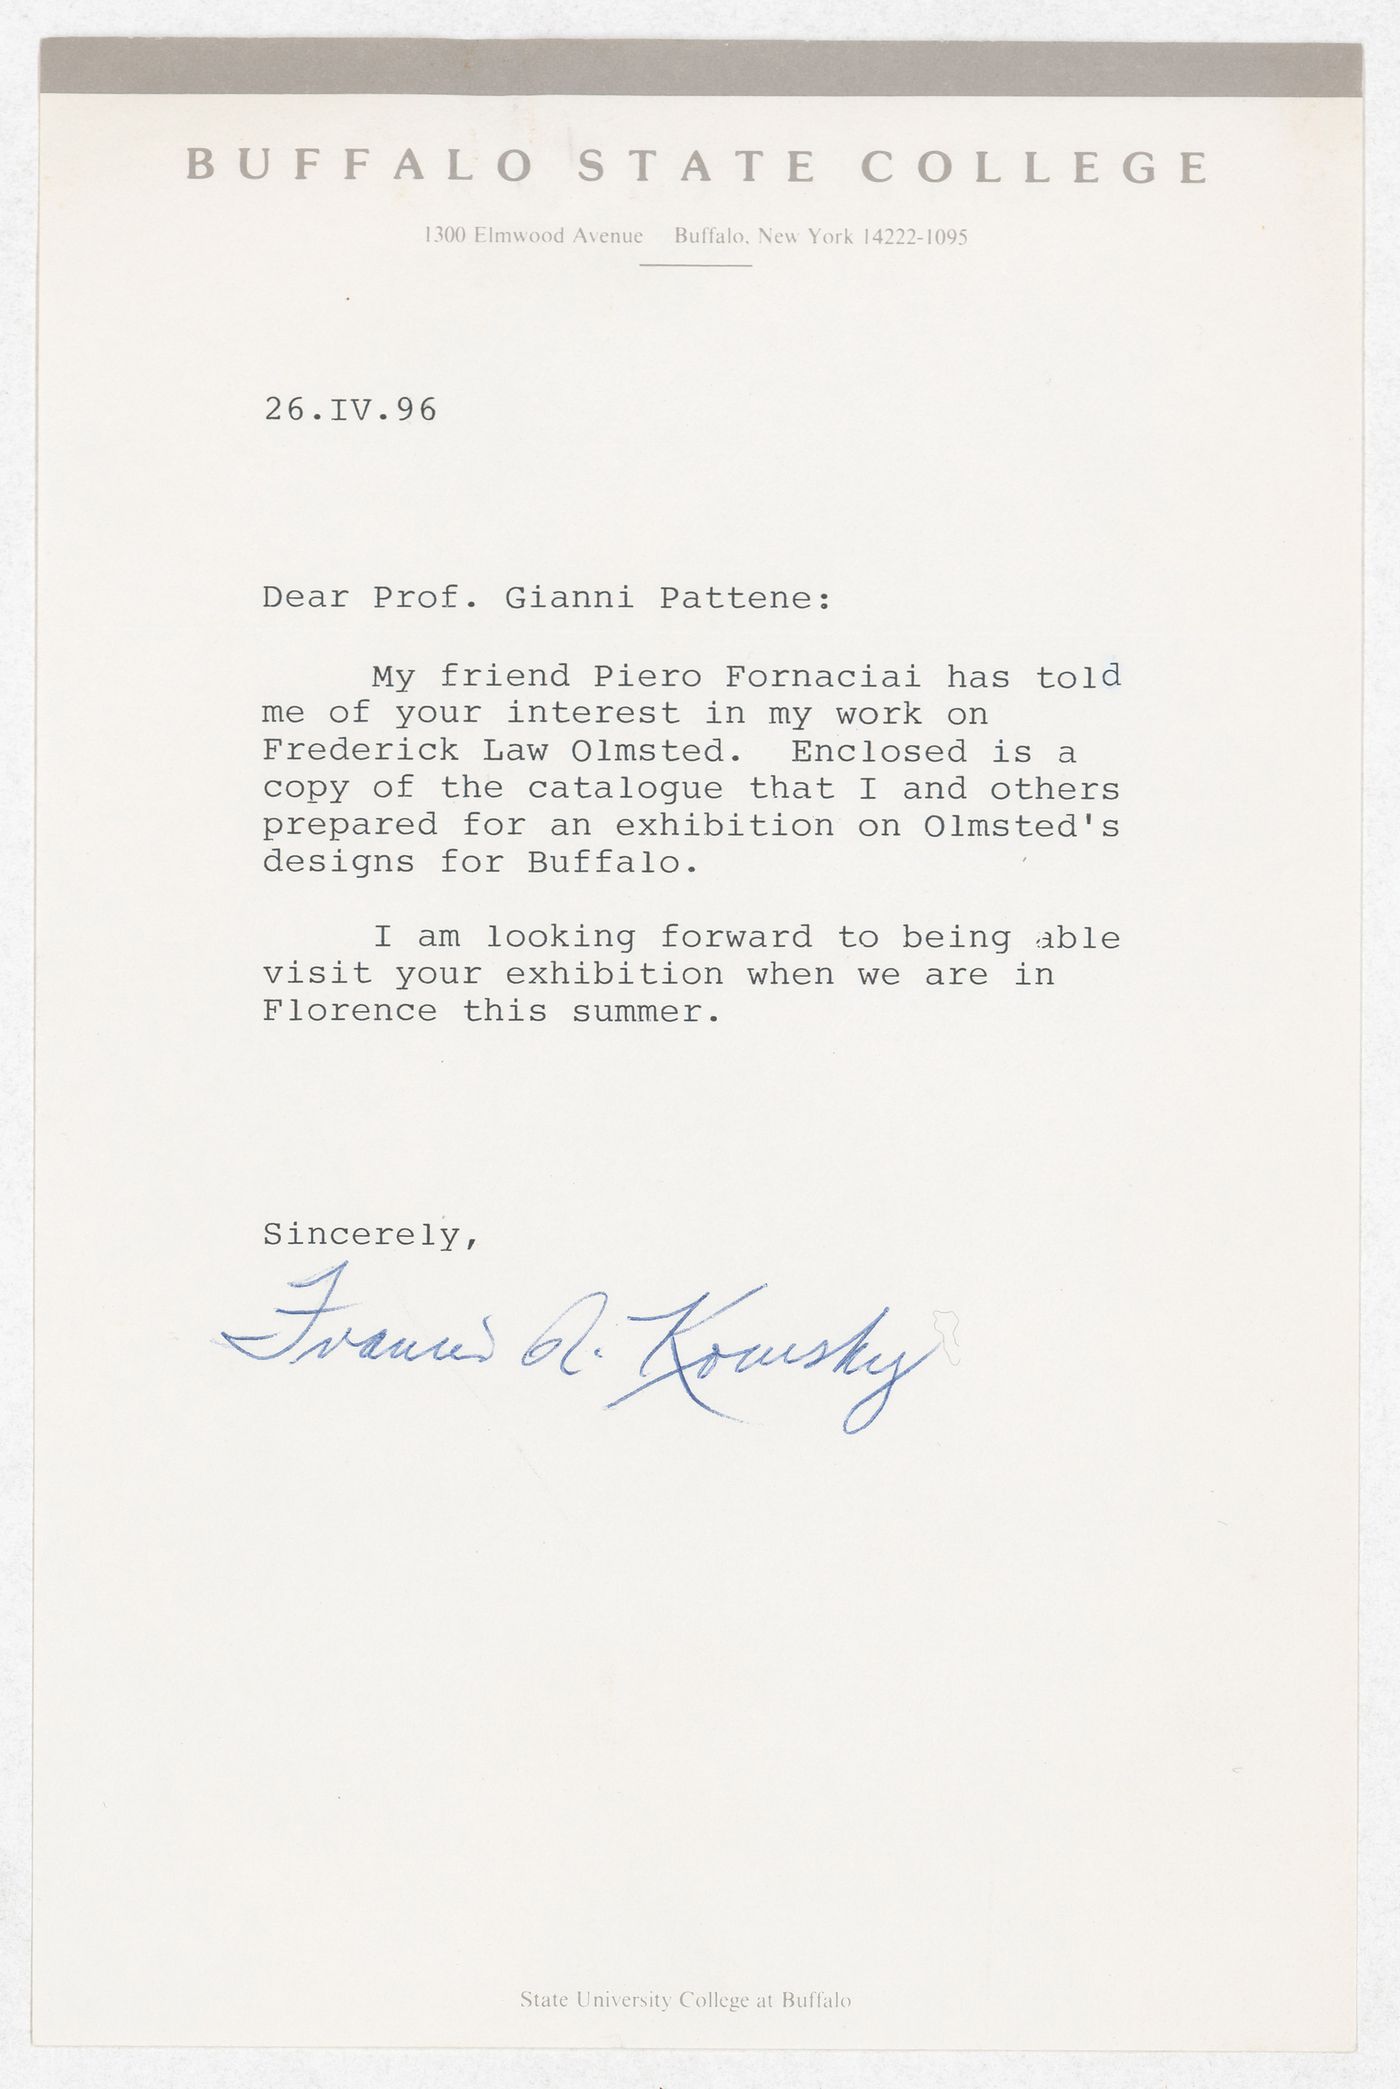 BUFFALO STATE COLLEGE
1300 Elmwood Avenue Buffalo, New York 14222-1095
26.IV.96
Dear Prof. Gianni Pattene:
My friend Piero Fornaciai has told
me of your interest in my work on
Frederick Law Olmsted. Enclosed is a
copy of the catalogue that I and others
prepared for an exhibition on Olmsted's
designs for Buffalo.
I am looking forward to being able
visit your exhibition when we are in
Florence this summer.
Sincerely,
Francis R. Kowsky
State University College at Buffalo